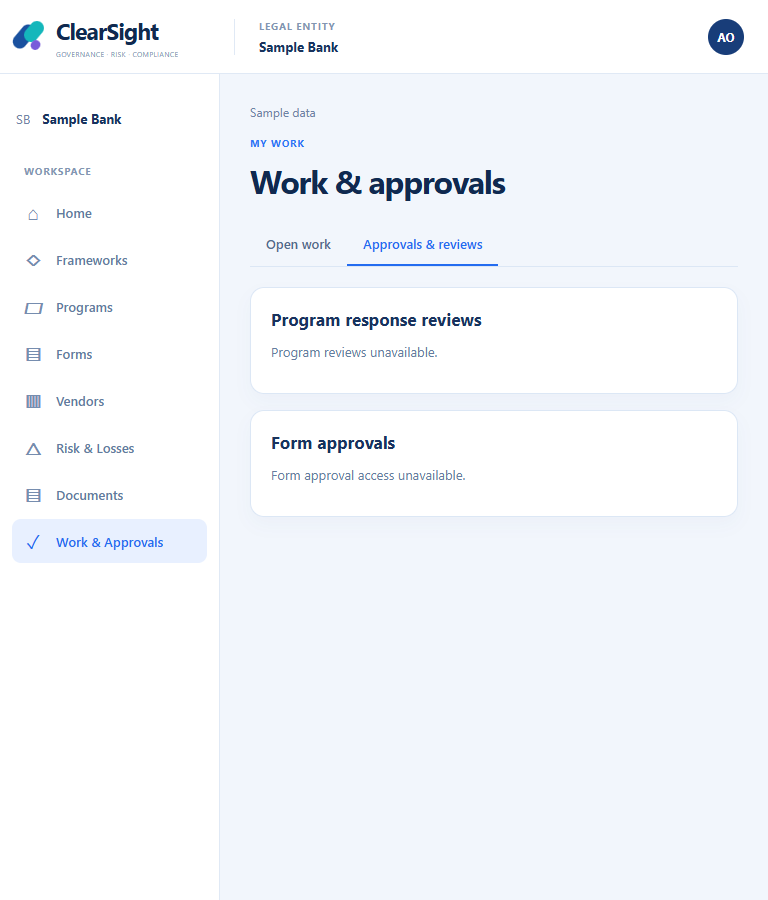 ClearSight
GOVERNANCE · RISK · COMPLIANCE
LEGAL ENTITY
Sample Bank
AO
SB Sample Bank
WORKSPACE
Home
Frameworks
Programs
Forms
Vendors
Risk & Losses
Documents
Work & Approvals
Sample data
MY WORK
Work & approvals
Open work
Approvals & reviews
Program response reviews
Program reviews unavailable.
Form approvals
Form approval access unavailable.